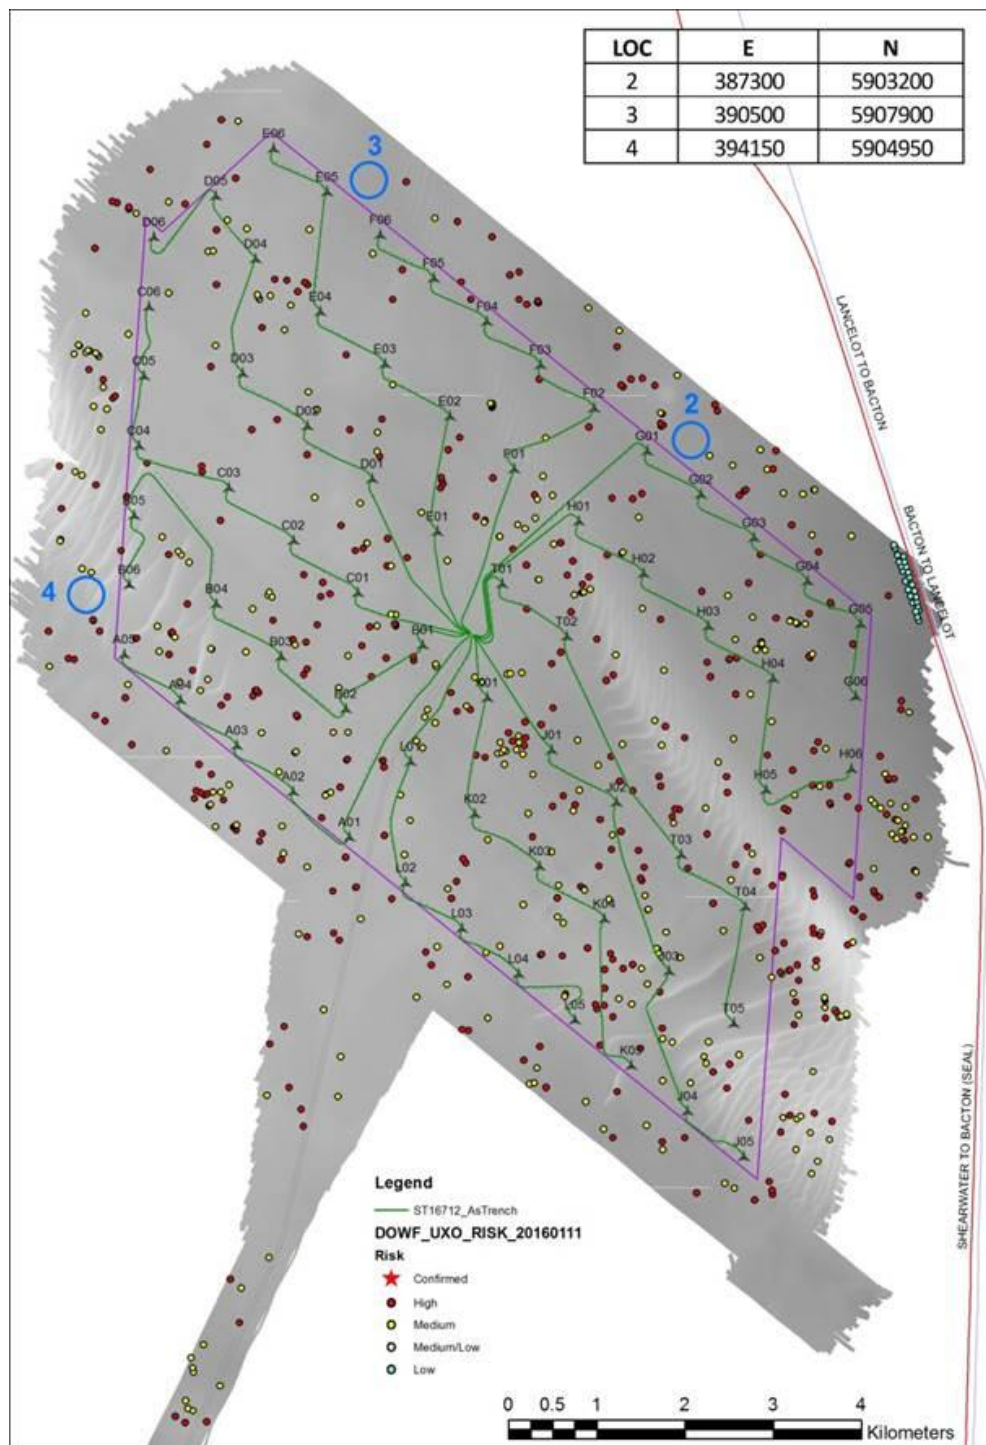 LOC E N
2 387300 5903200
3 390500 5907900
4 394150 5904950
E06
3
D05
E05
D06
F06
D04
F05
C06
E04
F04
LANCELOT TO BACTON
C05
D03
E03
F03
D02
E02
F02
2
C04
G01
C03
D01
F01
G02
B05
C02
E01
H01
G03
BACTON TO LANCELOT
4
B06
B04
C01
T01
H02
G04
A05
B03
B01
T02
H03
G05
A04
B02
H04
G06
A03
L01
J01
H06
A02
K02
J02
H05
A01
L02
K03
T03
L03
K04
T04
L04
L05
T05
K05
J04
J05
SHEARWATER TO BACTON (SEAL)
Legend
ST16712_AsTrench
DOWF_UXO_RISK_20160111
Risk
Confirmed
High
Medium
Medium/Low
Low
0 0.5 1 2 3 4
Kilometers